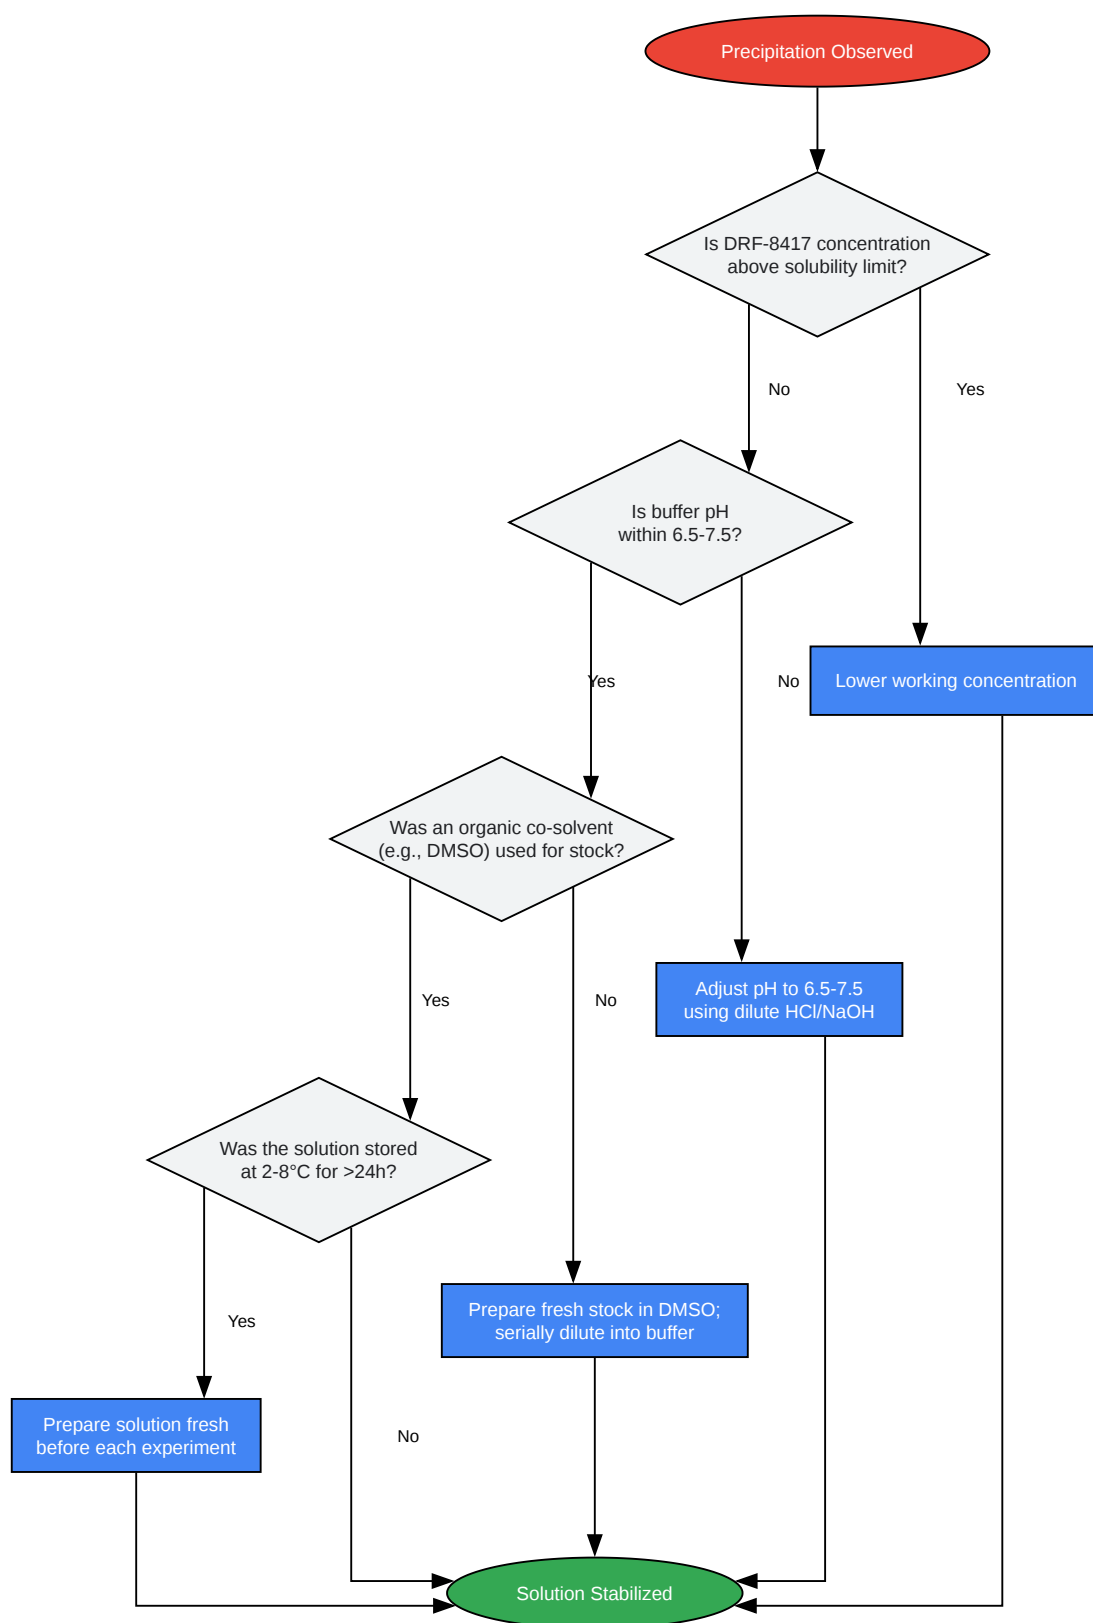 Precipitation Observed
Is DRF-8417 concentration
above solubility limit?
No
Yes
Is buffer pH
within 6.5-7.5?
Yes
No
Lower working concentration
Was an organic co-solvent
(e.g., DMSO) used for stock?
Yes
No
Adjust pH to 6.5-7.5
using dilute HCl/NaOH
Was the solution stored
at 2-8°C for >24h?
Yes
Prepare fresh stock in DMSO;
serially dilute into buffer
Prepare solution fresh
before each experiment
No
Solution Stabilized